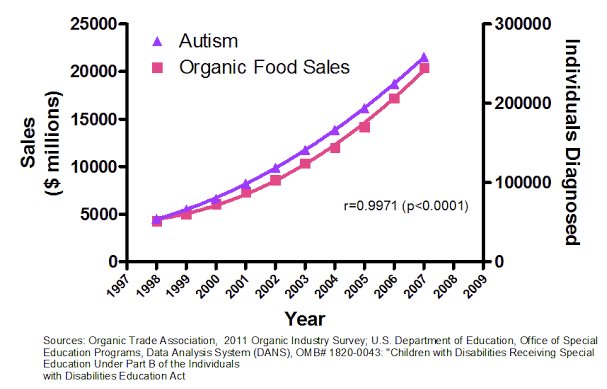 25000
20000
15000
10000
5000
0
Sales
($ millions)
Autism
Organic Food Sales
300000
200000
100000
0
Individuals Diagnosed
r=0.9971 (p<0.0001)
1997
1998
1999
2000
2001
2002
2003
2004
2005
2006
2007
2008
2009
Year
Sources: Organic Trade Association, 2011 Organic Industry Survey; U.S. Department of Education, Office of Special
Education Programs, Data Analysis System (DANS), OMB# 1820-0043: "Children with Disabilities Receiving Special
Education Under Part B of the Individuals
with Disabilities Education Act